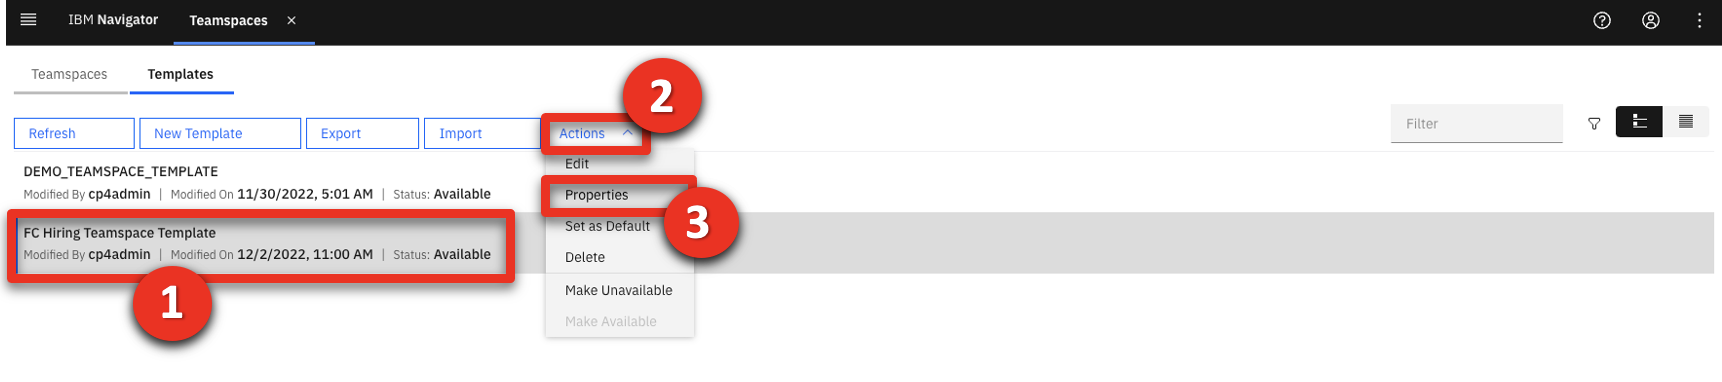 IBM Navigator Teamspaces ×
Teamspaces Templates
2
Refresh New Template Export Import Actions Filter
Edit
DEMO_TEAMSPACE_TEMPLATE
Modified By cp4admin | Modified On 11/30/2022, 5:01 AM | Status: Available
Properties
3
Set as Default
FC Hiring Teamspace Template
Modified By cp4admin | Modified On 12/2/2022, 11:00 AM | Status: Available
Delete
1
Make Unavailable
Make Available